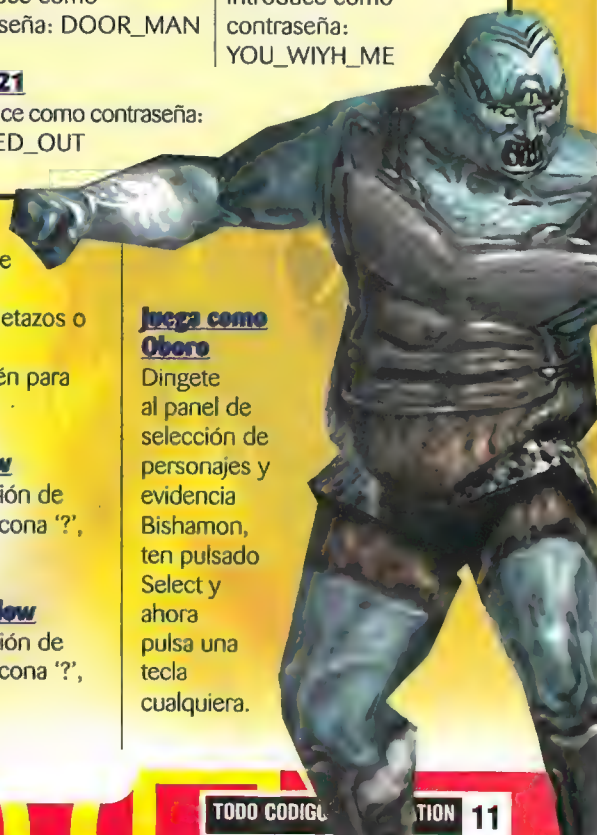 introduce como
seña: DOOR_MAN
contraseña:
YOU_WIYH_ME
21
ce como contraseña:
ED_OUT
e
etazos o
én para
w
ión de
cona '?',
low
ión de
cona '?',
Juega como
Oboro
Dingete
al panel de
selección de
personajes y
evidencia
Bishamon,
ten pulsado
Select y
ahora
pulsa una
tecla
cualquiera.
TODO CODIGO
TION 11